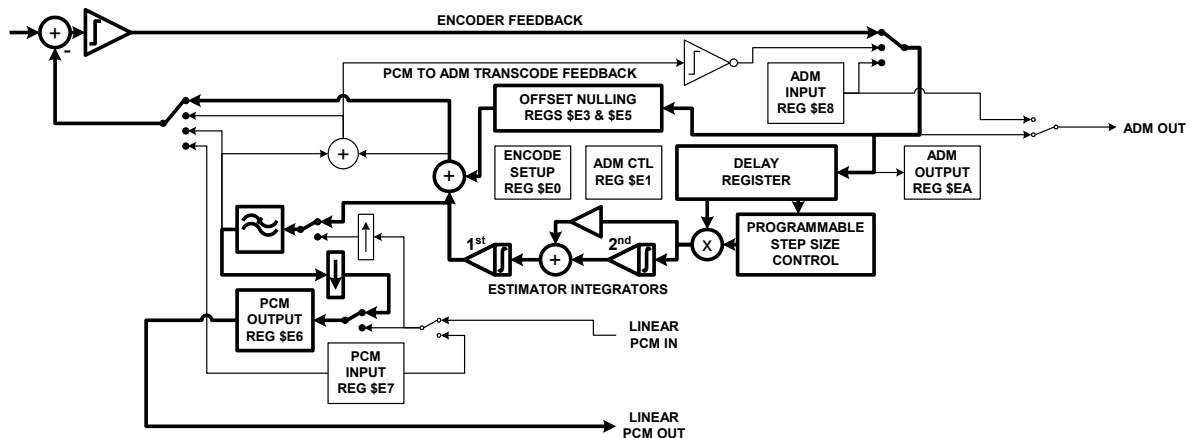 ENCODER FEEDBACK
-
PCM TO ADM TRANSCODE FEEDBACK
ADM
INPUT
REG $E8
OFFSET NULLING
REGS $E3 & $E5
ADM OUT
+
+
+
ENCODE
SETUP
REG $E0
ADM CTL
REG $E1
DELAY
REGISTER
ADM
OUTPUT
REG $EA
1st
+
2nd
X
PROGRAMMABLE
STEP SIZE
CONTROL
ESTIMATOR INTEGRATORS
PCM
OUTPUT
REG $E6
LINEAR
PCM IN
PCM
INPUT
REG $E7
LINEAR
PCM OUT